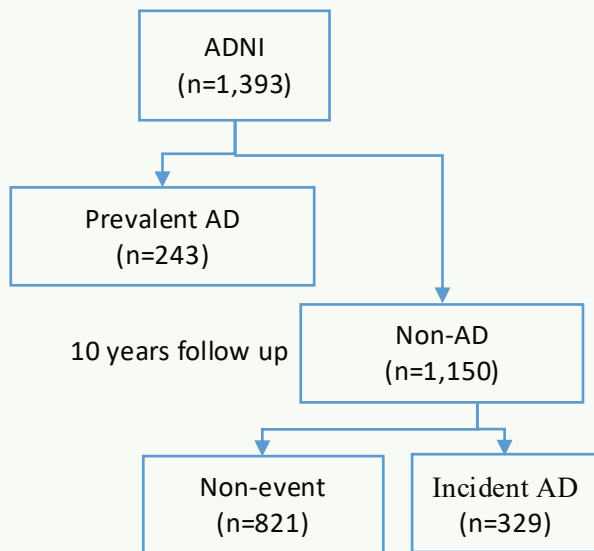 ADNI
(n=1,393)
Prevalent AD
(n=243)
10 years follow up
Non-AD
(n=1,150)
Non-event
(n=821)
Incident AD
(n=329)